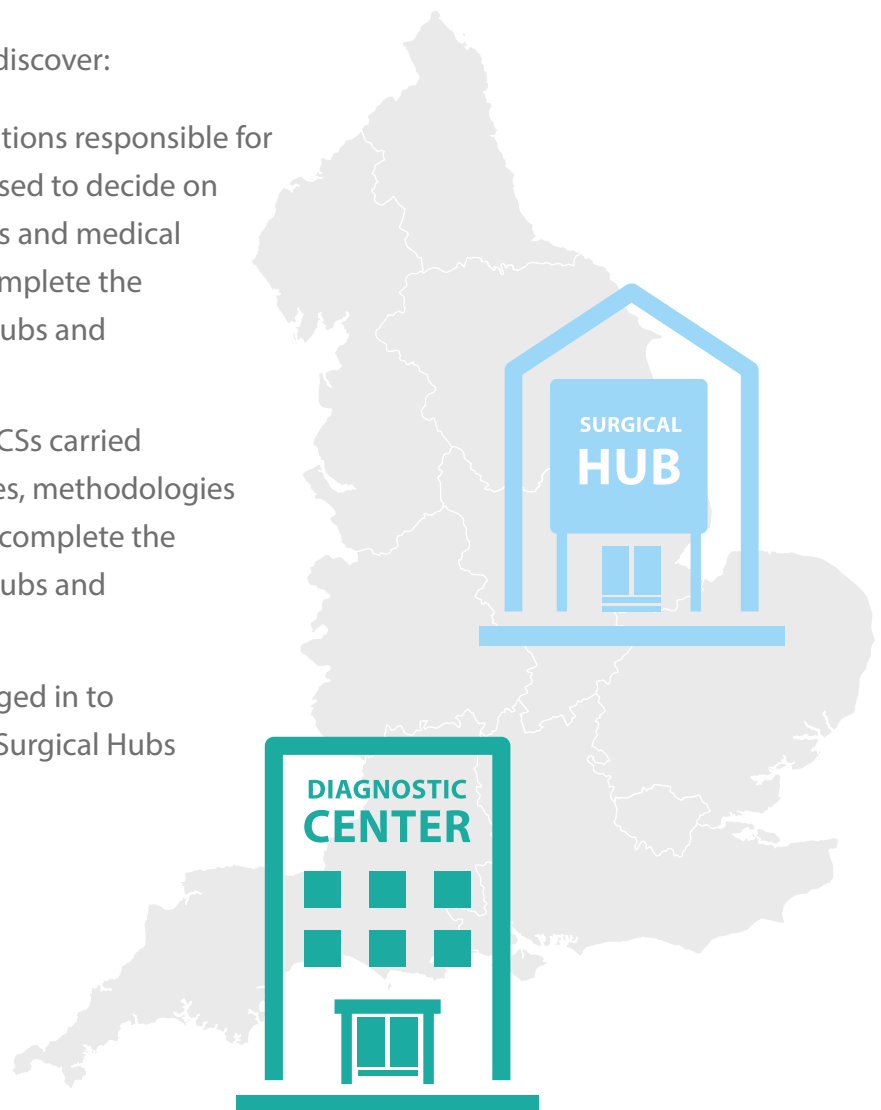 discover:
tions responsible for
sed to decide on
s and medical
mplete the
ubs and
CSs carried
es, methodologies
complete the
ubs and
ged in to
Surgical Hubs
SURGICAL
HUB
DIAGNOSTIC
CENTER